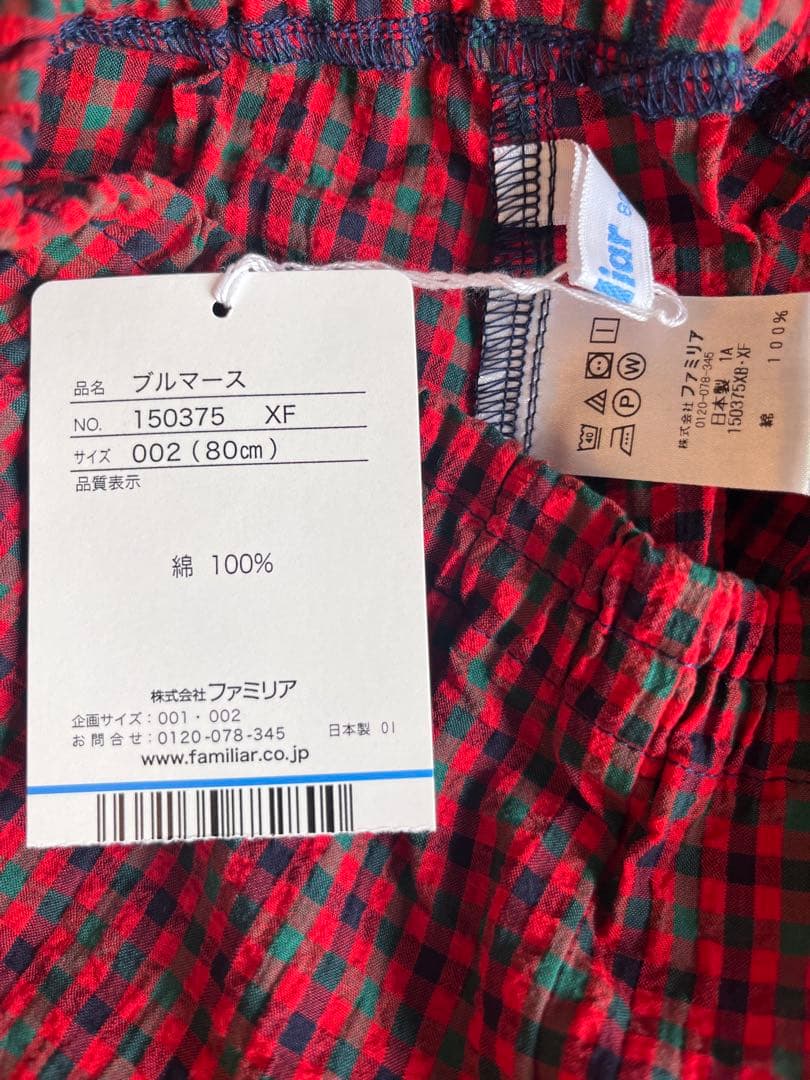 品名 ブルマース
NO. 150375 XF
サイズ 002(80㎝)
品質表示
綿 100%
株式会社ファミリア
企画サイズ:001・002
お問合せ:0120-078-345 日本製 01
www.familiar.co.jp
iar 80
40
P W
株式会社 ファミリア
0120-078-345
日本製 1A
150375XB・XF
綿 100%